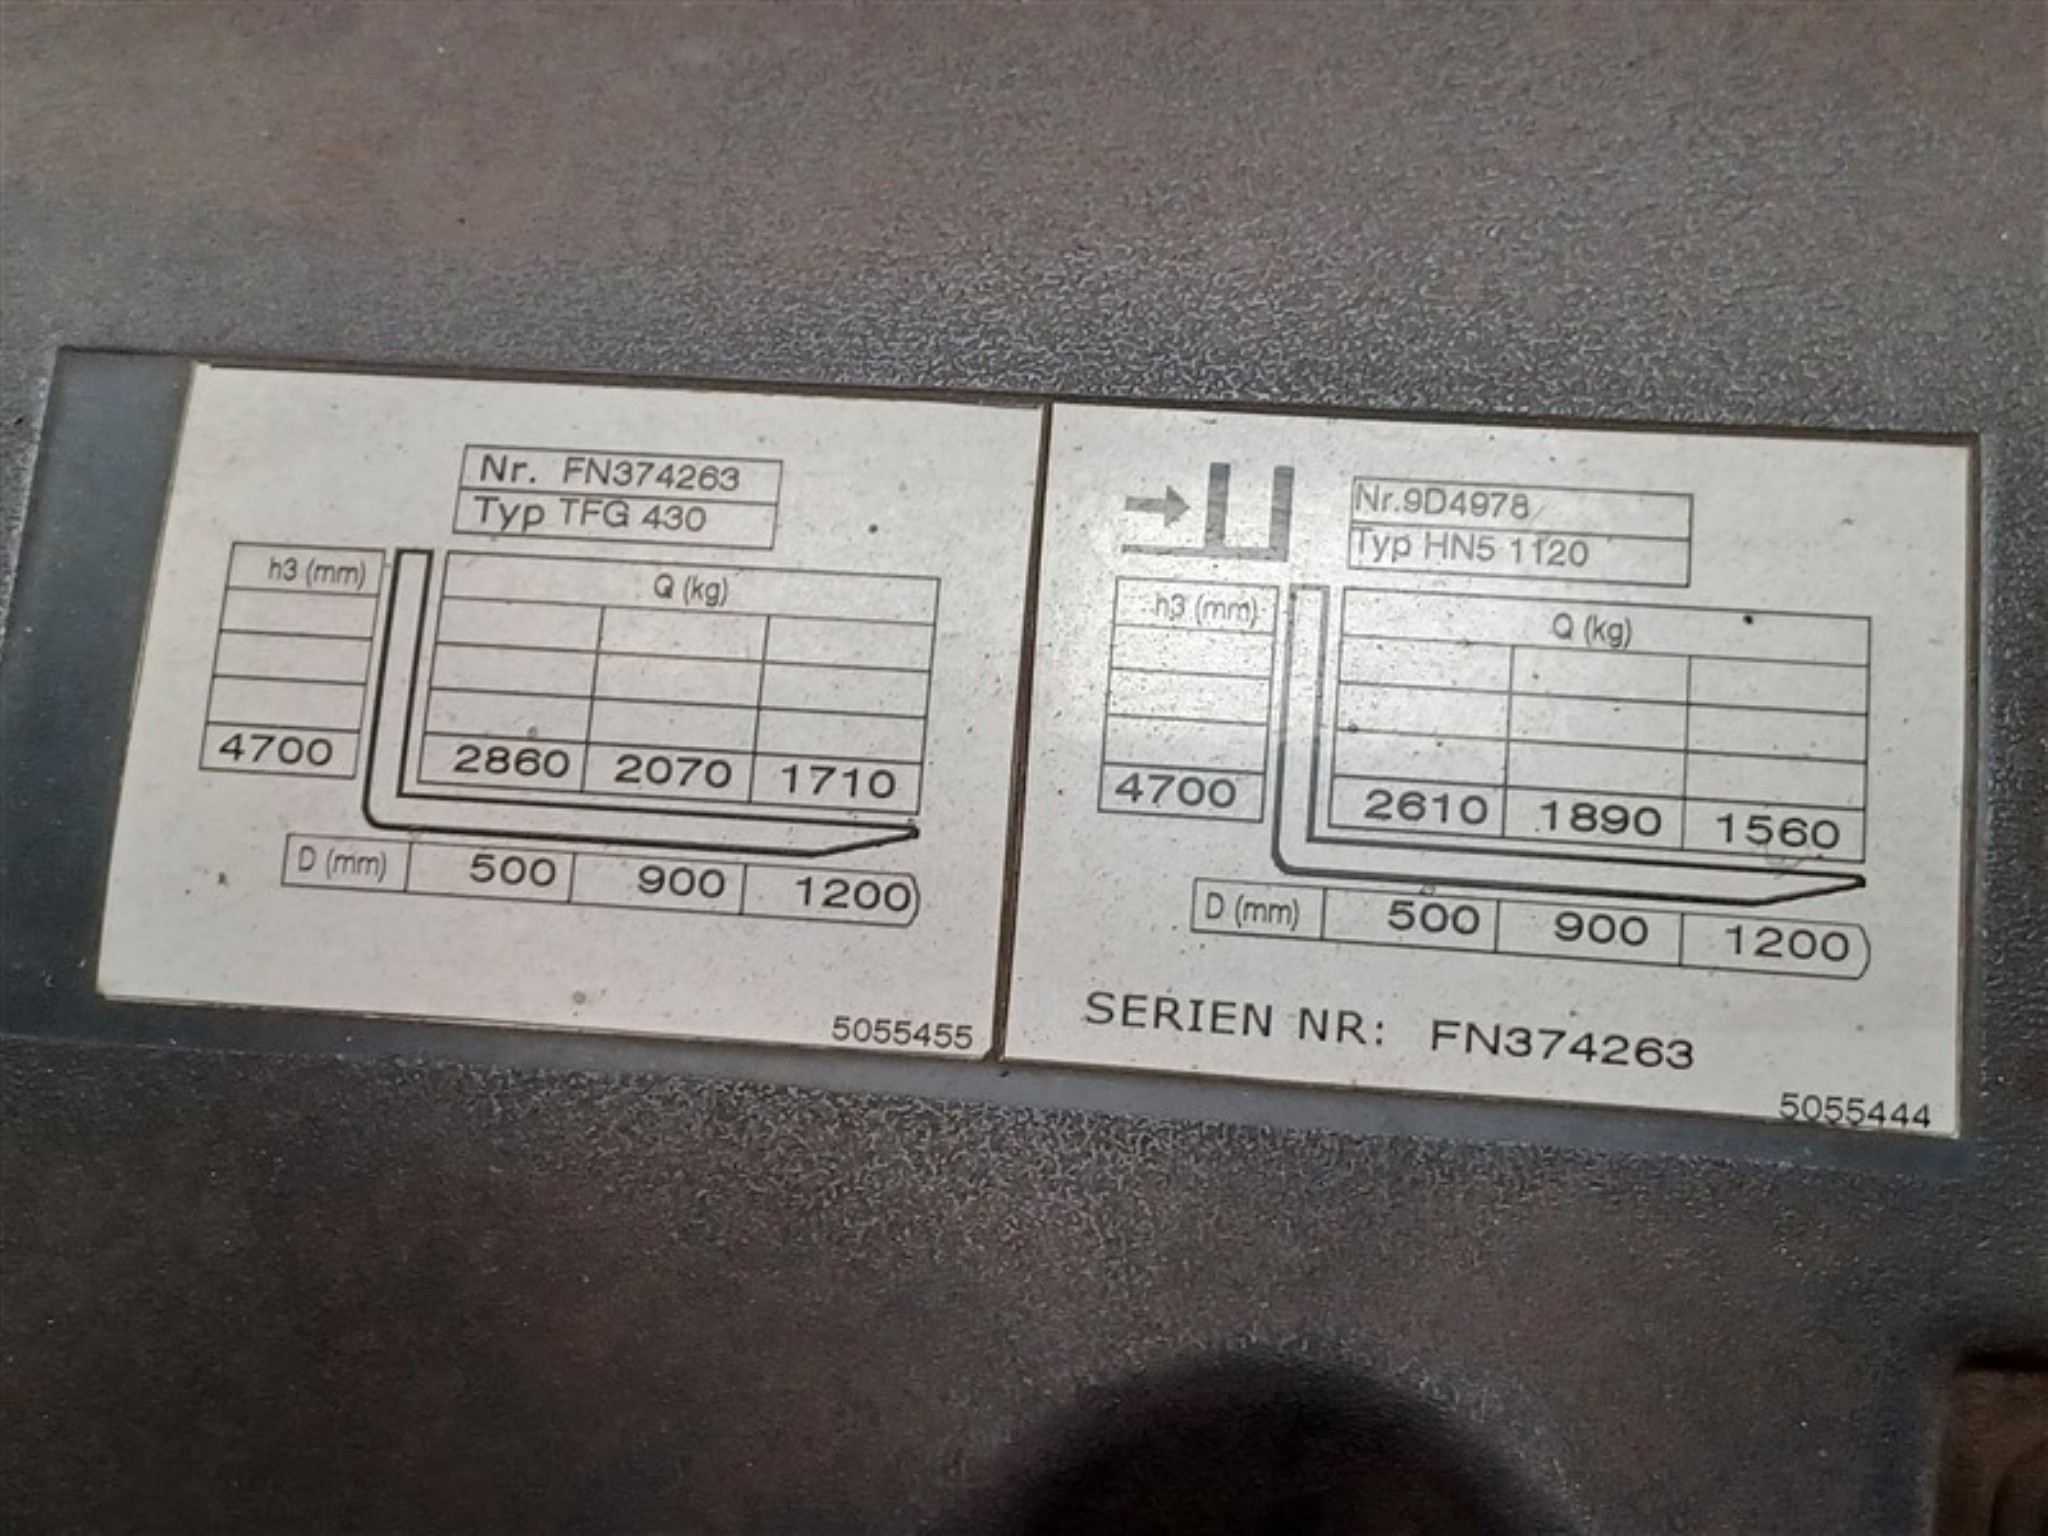 Nr. FN374263
Typ TFG 430
h3 (mm)
Q (kg)
4700
2860 2070 1710
D (mm) 500 900 1200
5055455
Nr.9D4978
Typ HN5 1120
h3 (mm)
Q (kg)
4700
2610 1890 1560
D (mm) 500 900 1200
SERIEN NR: FN374263
5055444